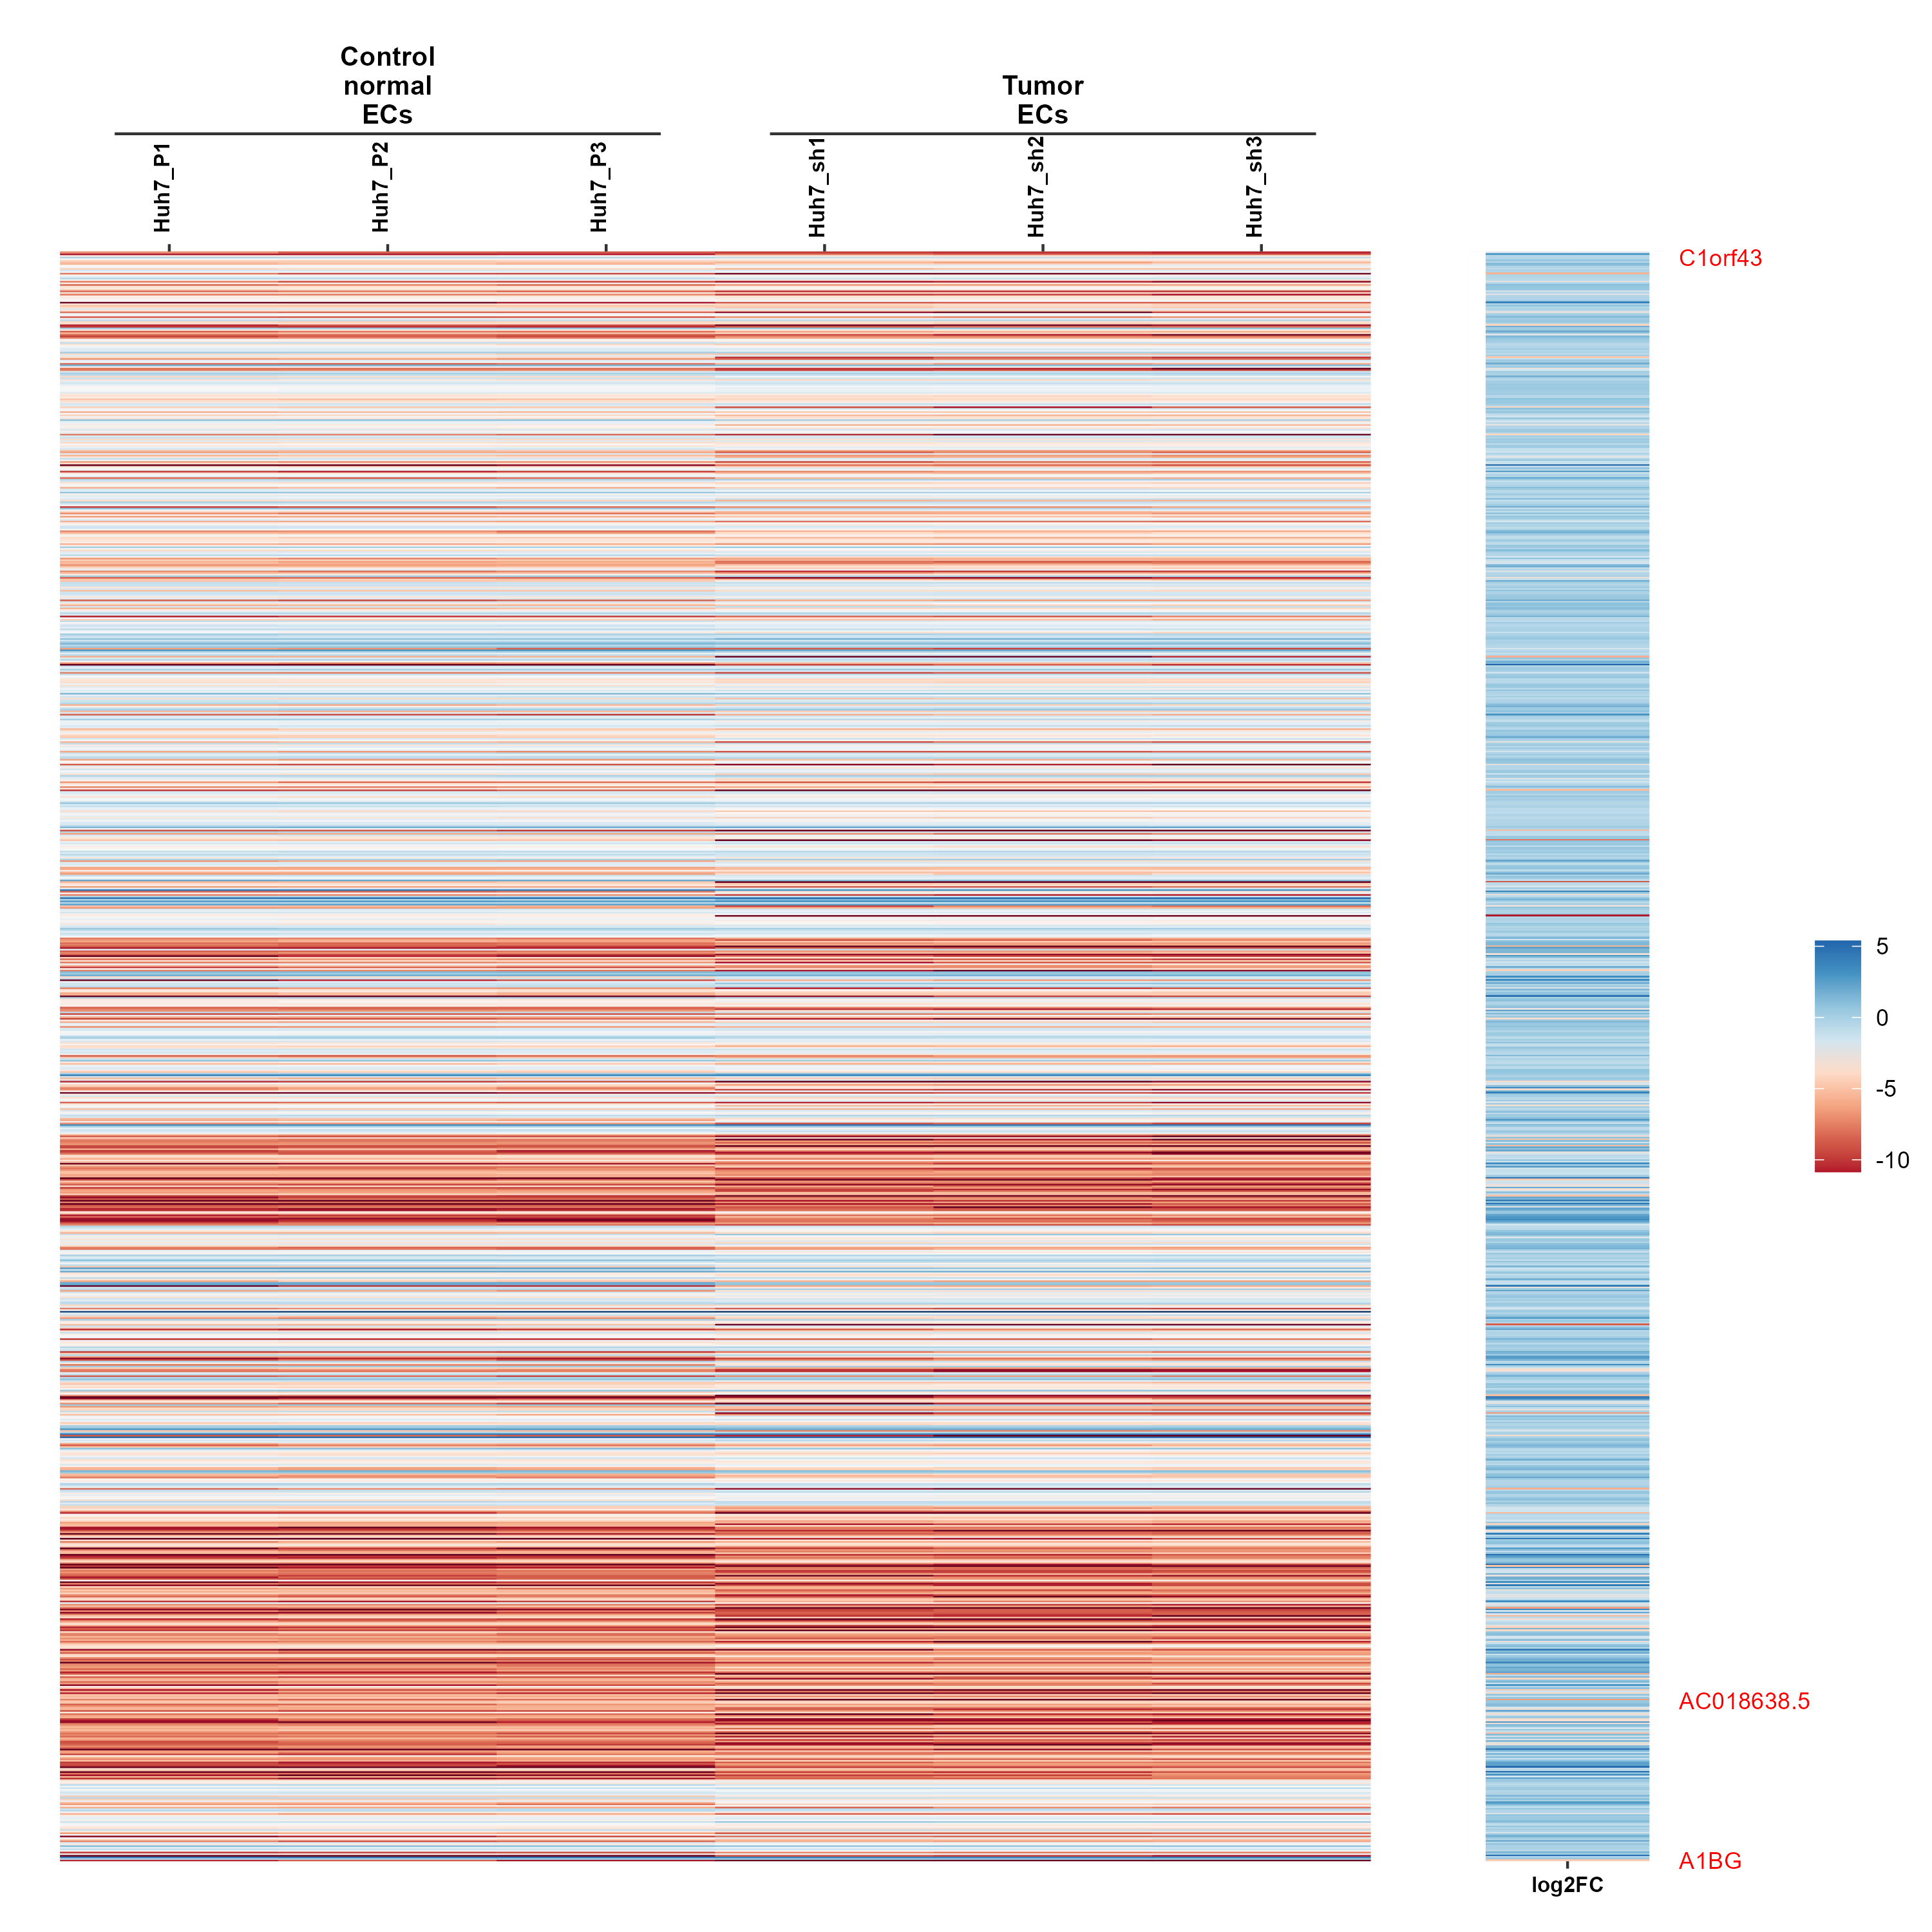 Control
normal
ECs
Tumor
ECs
Huh7_P1
Huh7_P2
Huh7_P3
Huh7_sh1
Huh7_sh2
Huh7_sh3
C1orf43
5
0
-5
-10
AC018638.5
A1BG
log2FC